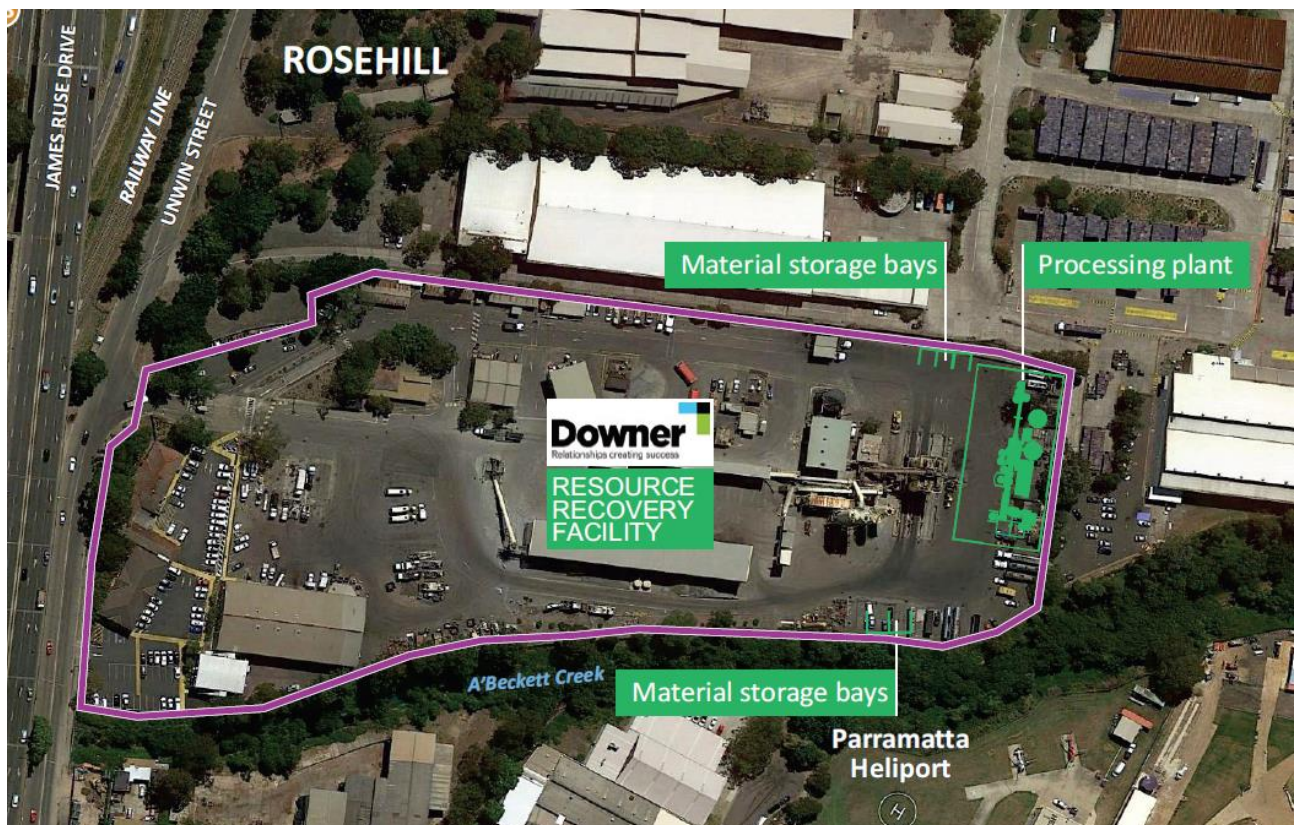 ROSEHILL
JAMES RUSE DRIVE
RAILWAY LINE
UNWIN STREET
Material storage bays
Processing plant
Downer
Relationships creating success
RESOURCE
RECOVERY
FACILITY
A'Beckett Creek
Material storage bays
Parramatta
Heliport
H